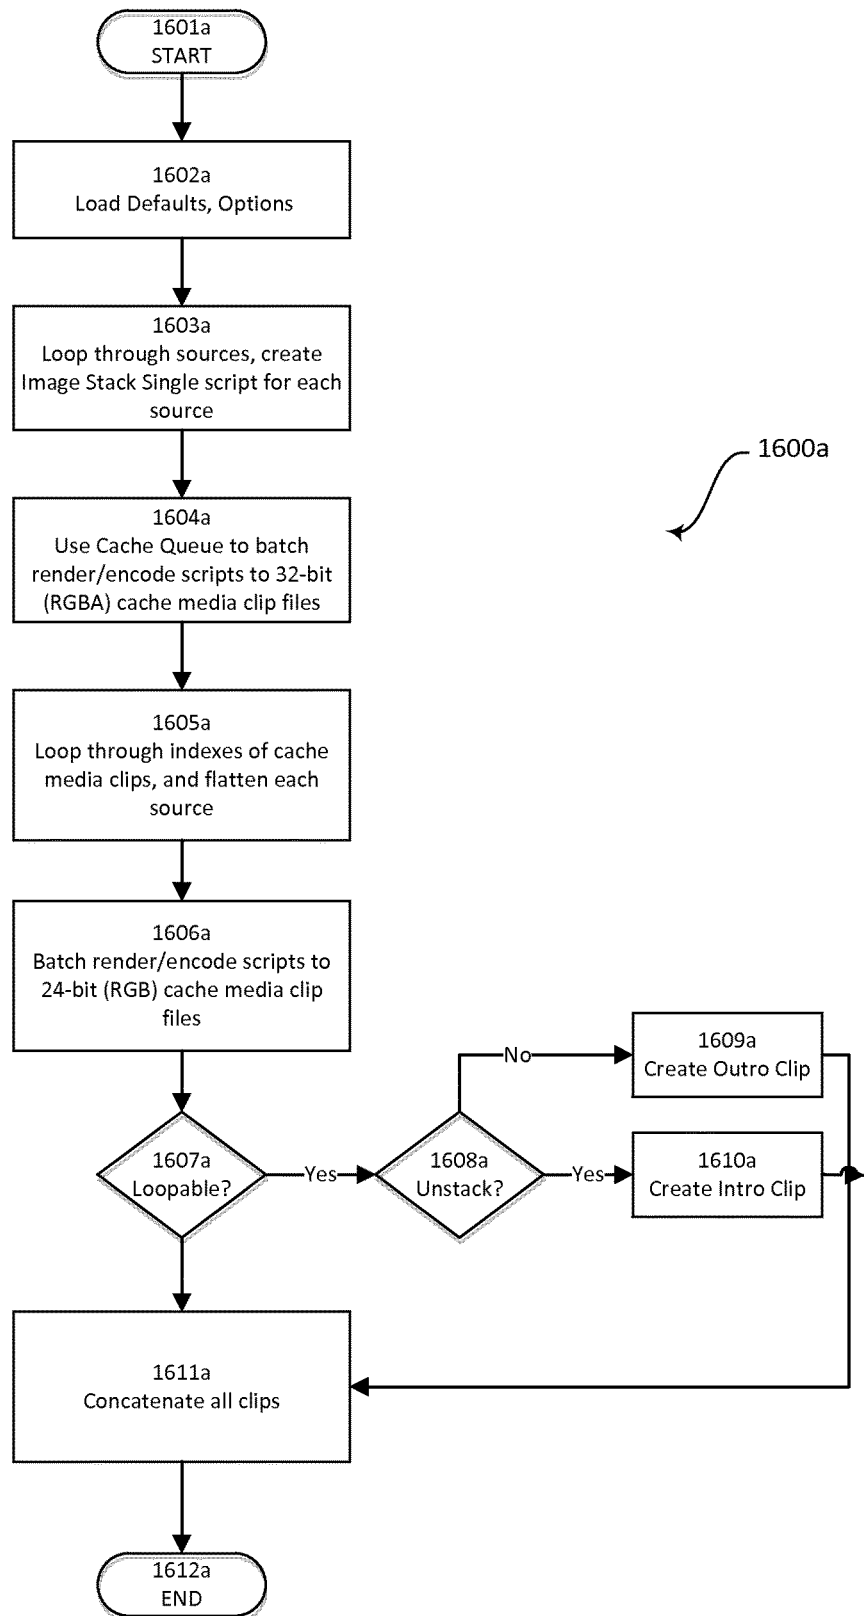 1601a
START
1602a
Load Defaults, Options
1603a
Loop through sources, create
Image Stack Single script for each
source
1600a
1604a
Use Cache Queue to batch
render/encode scripts to 32-bit
(RGBA) cache media clip files
1605a
Loop through indexes of cache
media clips, and flatten each
source
1606a
Batch render/encode scripts to
24-bit (RGB) cache media clip
files
No
1609a
Create Outro Clip
1607a
Loopable?
Yes
1608a
Unstack?
Yes
1610a
Create Intro Clip
1611a
Concatenate all clips
1612a
END